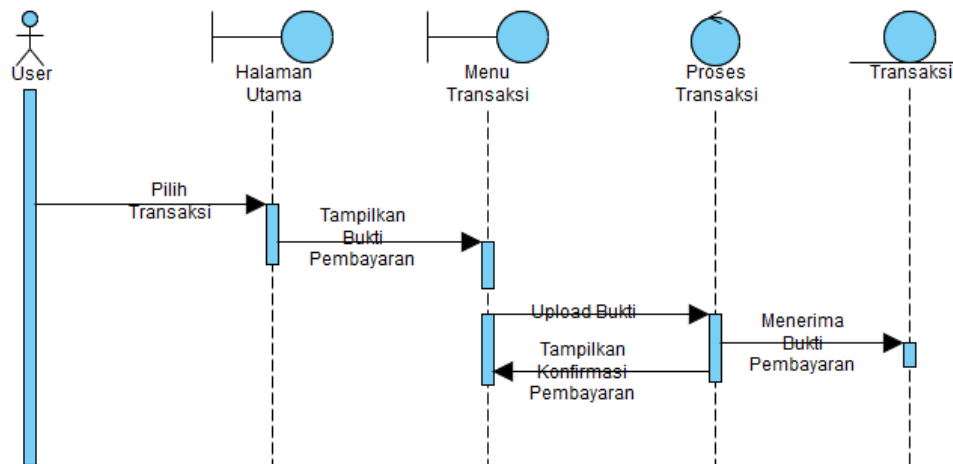 User
Halaman
Utama
Menu
Transaksi
Proses
Transaksi
Transaksi
Pilih
Transaksi
Tampilkan
Bukti
Pembayaran
Upload Bukti
Menerima
Bukti
Pembayaran
Tampilkan
Konfirmasi
Pembayaran